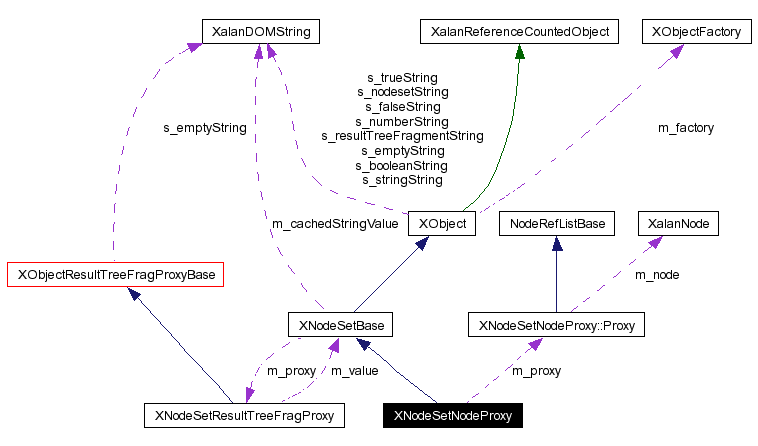 XalanDOMString
XalanReferenceCountedObject
XObjectFactory
s_trueString
s_nodesetString
s_falseString
s_numberString
s_resultTreeFragmentString
s_emptyString
s_booleanString
s_stringString
s_emptyString
m_factory
m_cachedStringValue
XObject
NodeRefListBase
XalanNode
XObjectResultTreeFragProxyBase
m_node
XNodeSetBase
XNodeSetNodeProxy::Proxy
m_proxy
m_value
m_proxy
XNodeSetResultTreeFragProxy
XNodeSetNodeProxy